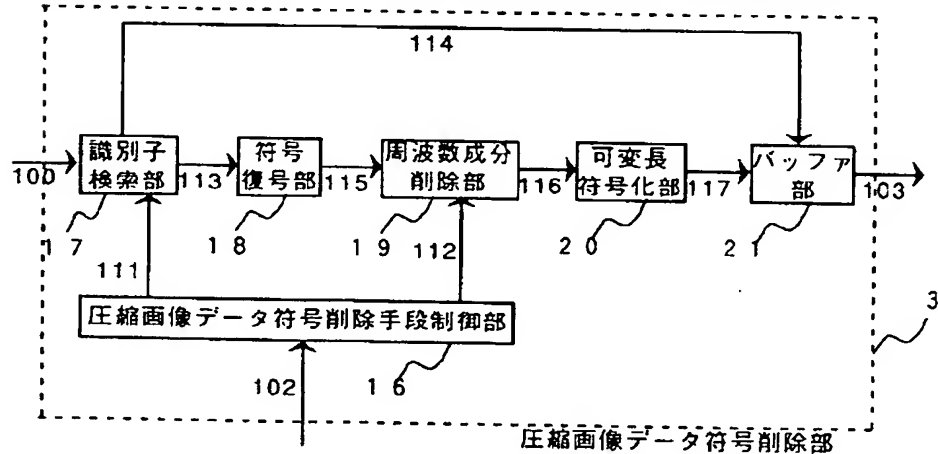 114
識別子
検索部
符号
復号部
周波数成分
削除部
可変長
符号化部
バッファ
部
100
113
115
116
117
103
17
18
19
20
21
111
112
圧縮画像データ符号削除手段制御部
3
102
16
圧縮画像データ符号削除部